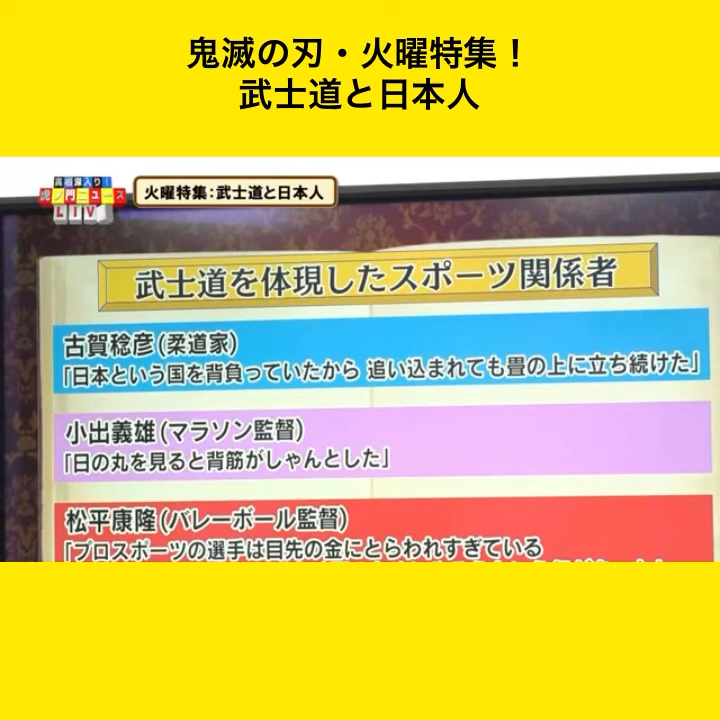 鬼滅の刃・火曜特集！
武士道と日本人
真相深入り！
虎ノ門ニュース
LIVE
火曜特集：武士道と日本人
武士道を体現したスポーツ関係者
古賀稔彦(柔道家)
「日本という国を背負っていたから 追い込まれても畳の上に立ち続けた」
小出義雄(マラソン監督)
「日の丸を見ると背筋がしゃんとした」
松平康隆(バレーボール監督)
「プロスポーツの選手は目先の金にとらわれすぎている